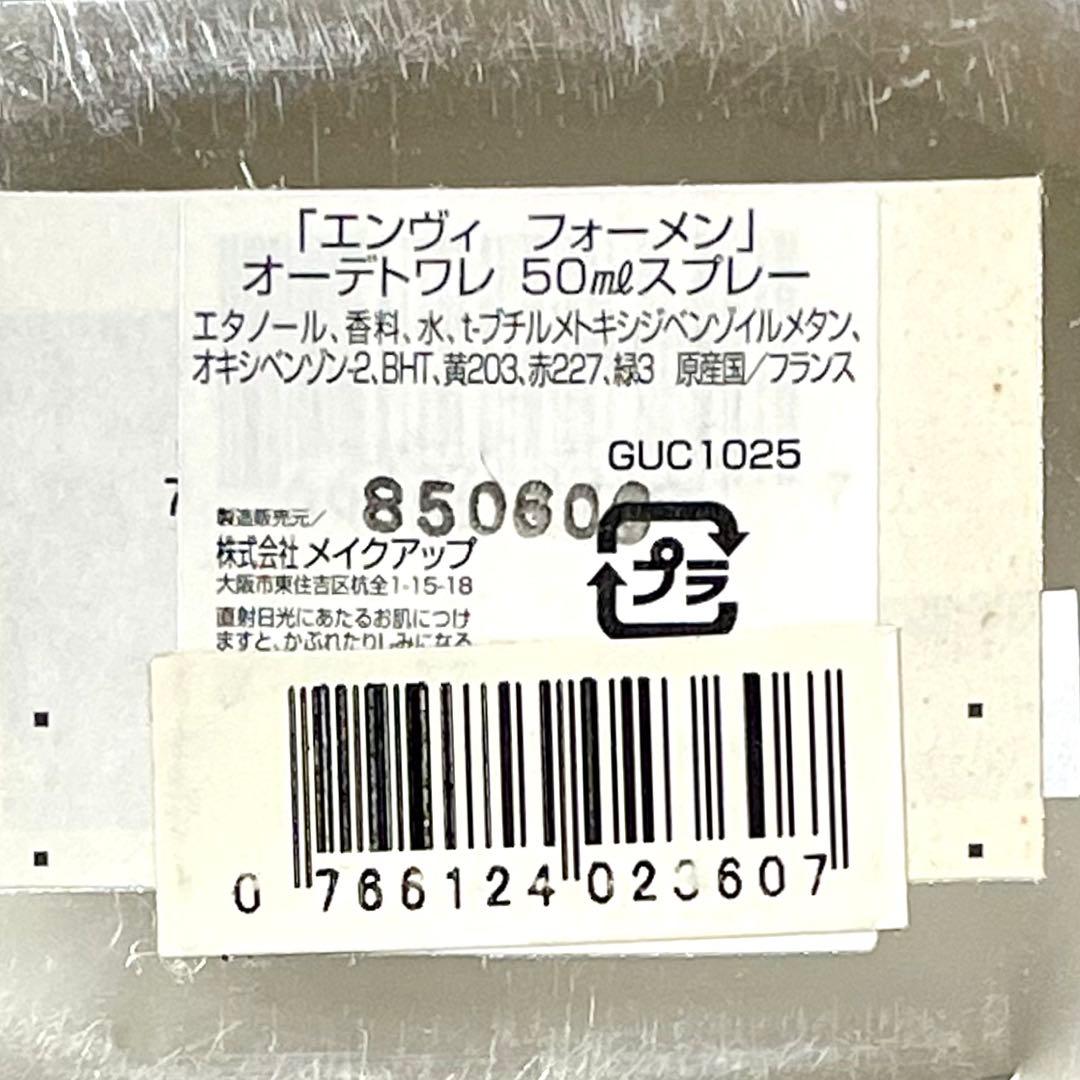 「エンヴィ フォーメン」
オーデトワレ 50mlスプレー
エタノール、香料、水、t-ブチルメトキシジベンゾイルメタン、
オキシベンゾン-2、BHT、黄203、赤227、緑3 原産国/フランス
GUC1025
7
製造販売元/
株式会社 メイクアップ
大阪市東住吉区杭全1-15-18
プラ
直射日光にあたるお肌につけ
ますと、かぶれたりしみになる
0 766124 023607